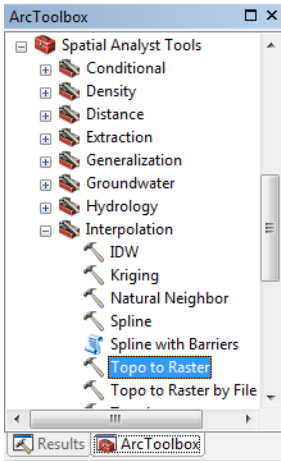 ArcToolbox
Spatial Analyst Tools
Conditional
Density
Distance
Extraction
Generalization
Groundwater
Hydrology
Interpolation
IDW
Kriging
Natural Neighbor
Spline
Spline with Barriers
Topo to Raster
Topo to Raster by File
Results ArcToolbox